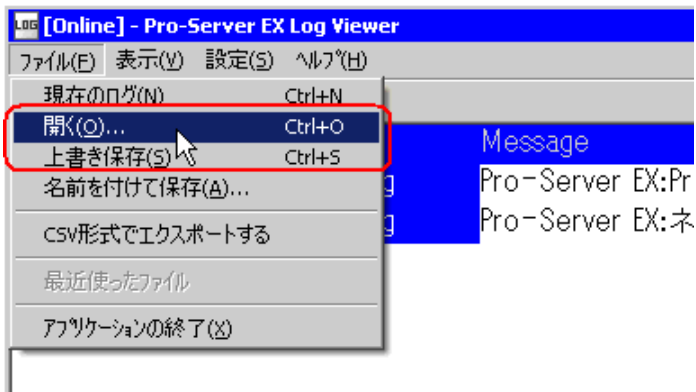 LOG [Online] - Pro-Server EX Log Viewer
ファイル(F) 表示(V) 設定(S) ヘルプ(H)
現在のログ(N) Ctrl+N
開く(O)... Ctrl+O
Message
上書き保存(S) Ctrl+S
名前を付けて保存(A)... g Pro-Server EX:Pr
CSV形式でエクスポートする g Pro-Server EX:ネ
最近使ったファイル
アプリケーションの終了(X)